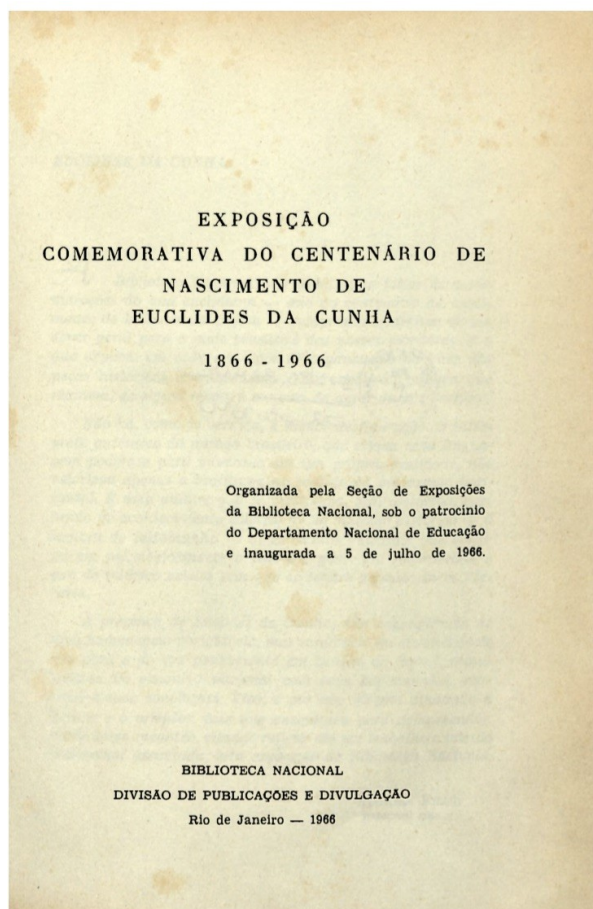 EXPOSIÇÃO
COMEMORATIVA DO CENTENÁRIO DE
NASCIMENTO DE
EUCLIDES DA CUNHA
1866 - 1966
Organizada pela Seção de Exposições
da Biblioteca Nacional, sob o patrocínio
do Departamento Nacional de Educação
e inaugurada a 5 de julho de 1966.
BIBLIOTECA NACIONAL
DIVISÃO DE PUBLICAÇÕES E DIVULGAÇÃO
Rio de Janeiro — 1966